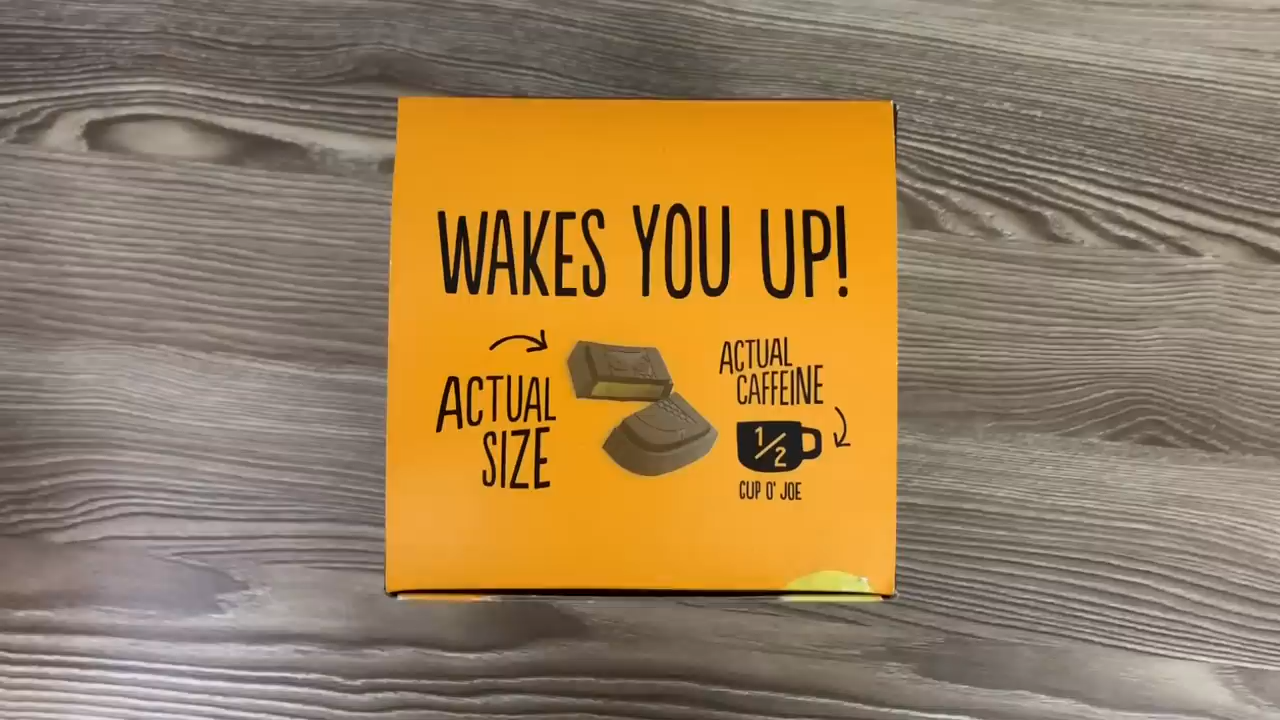 WAKES YOU UP!
ACTUAL
SIZE
ACTUAL
CAFFEINE
1/2
CUP O' JOE